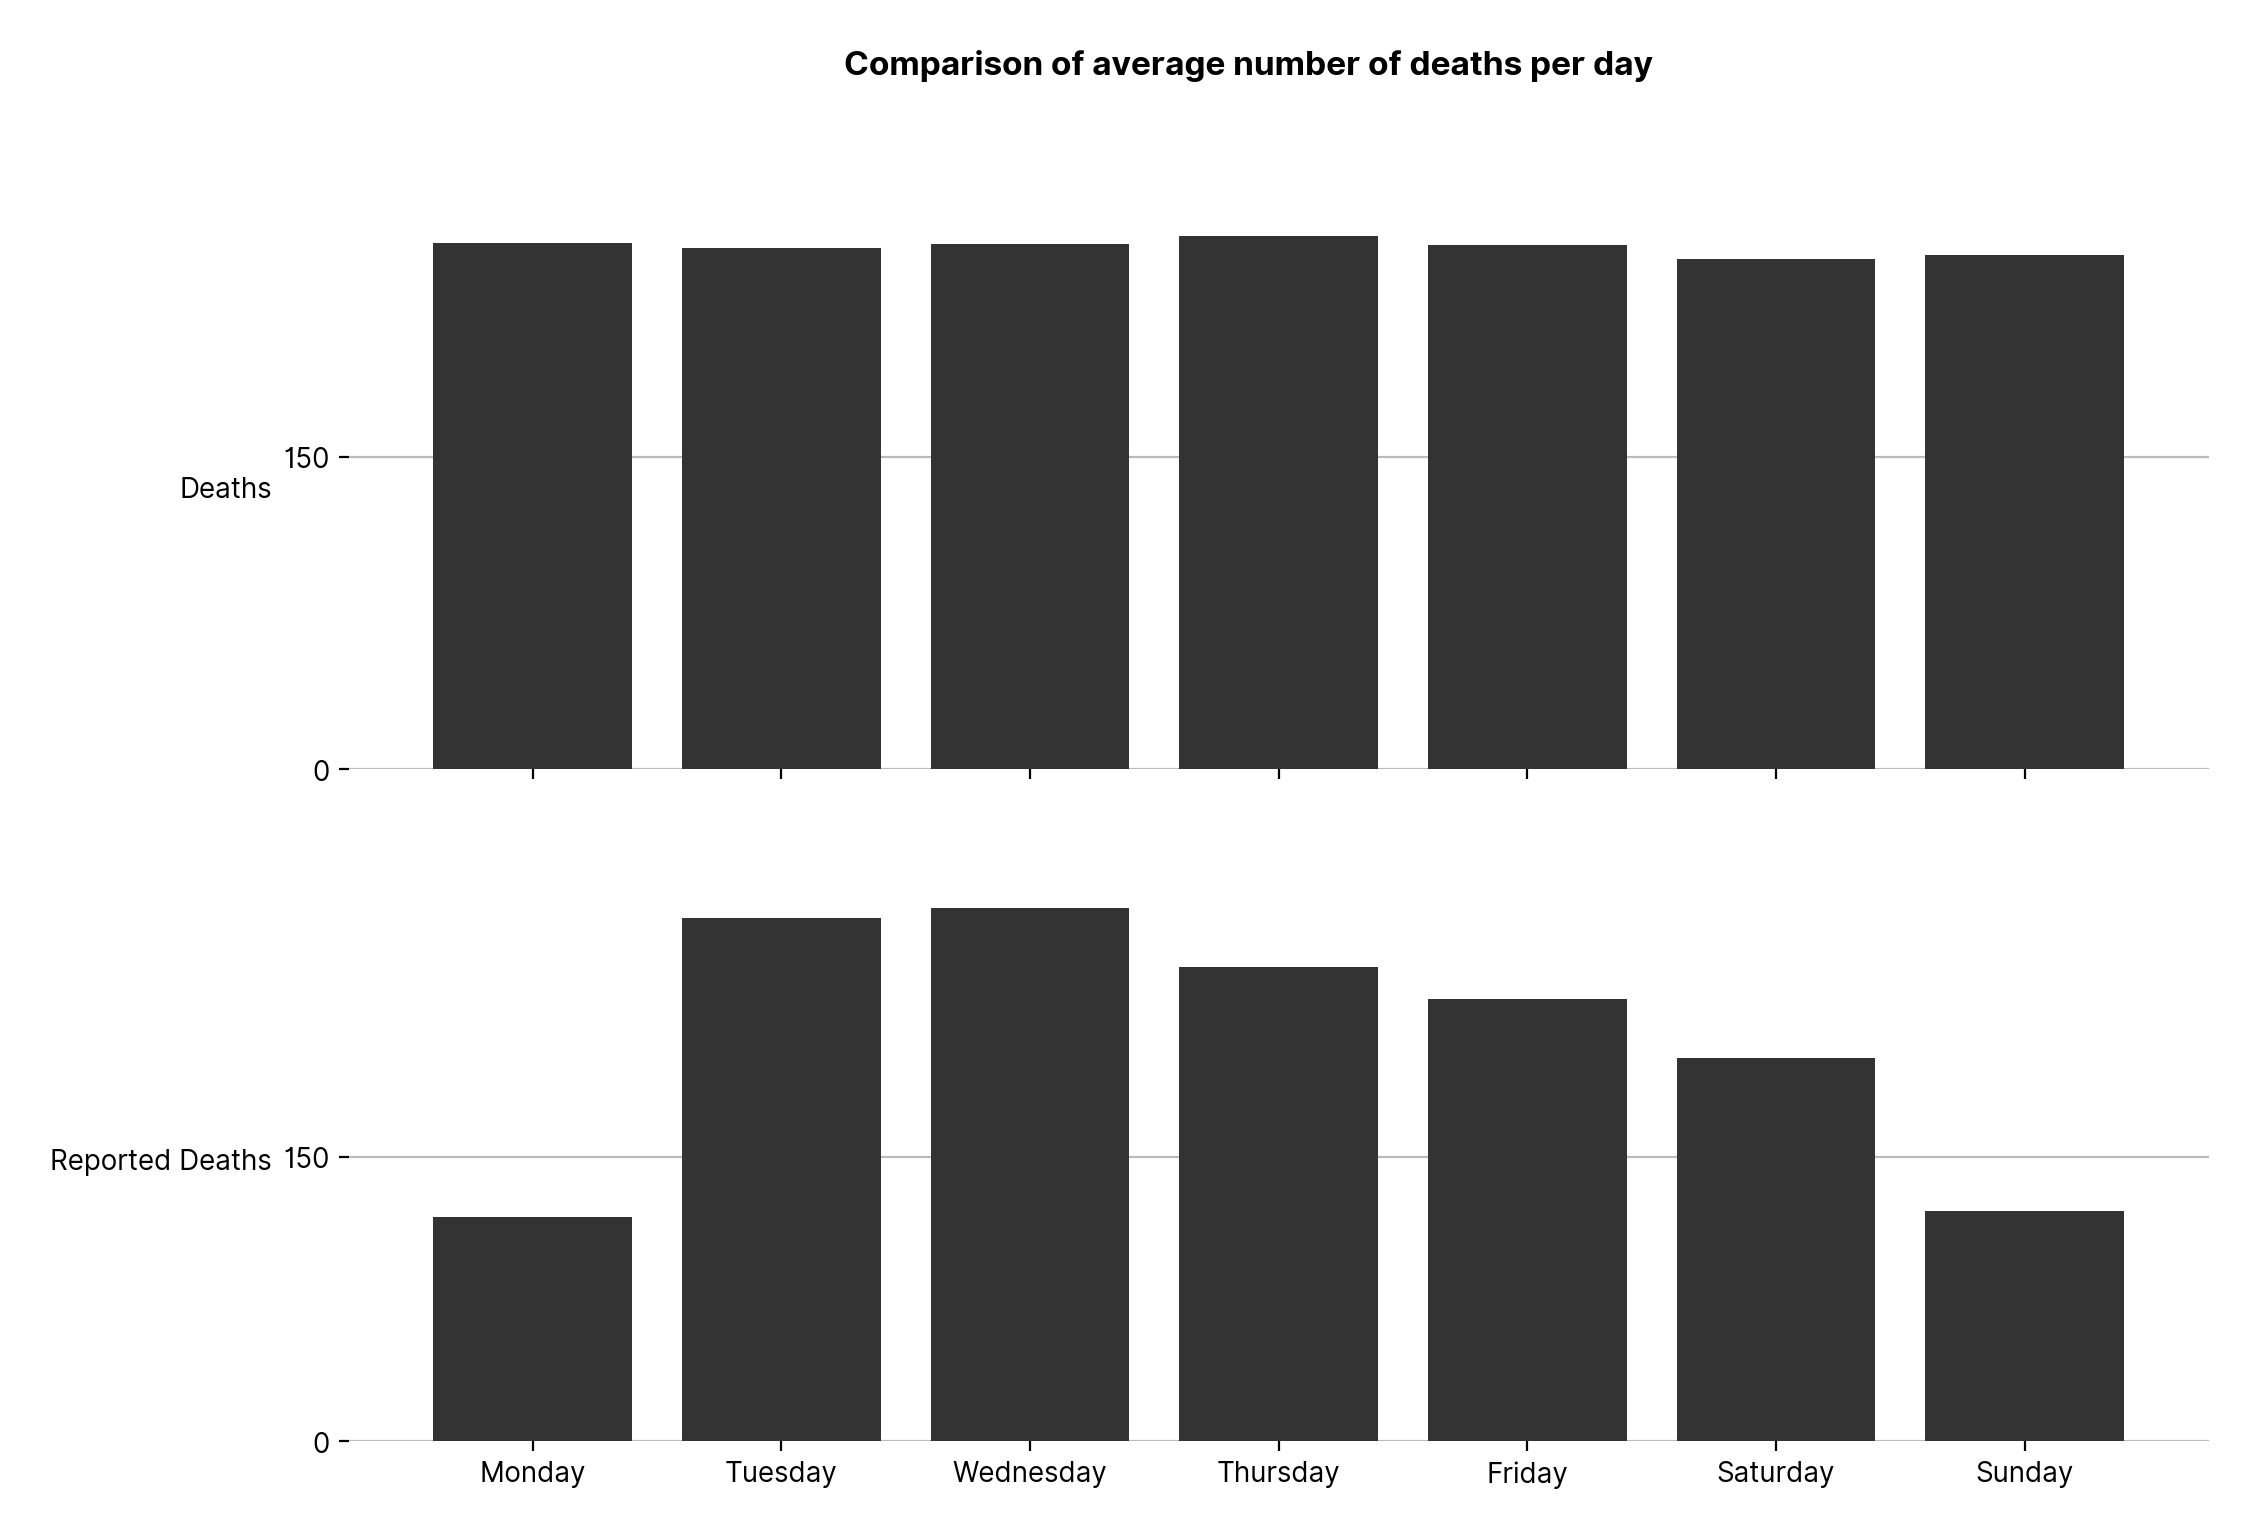 Comparison of average number of deaths per day
150
Deaths
0
Reported Deaths 150
0
Monday Tuesday Wednesday Thursday Friday Saturday Sunday